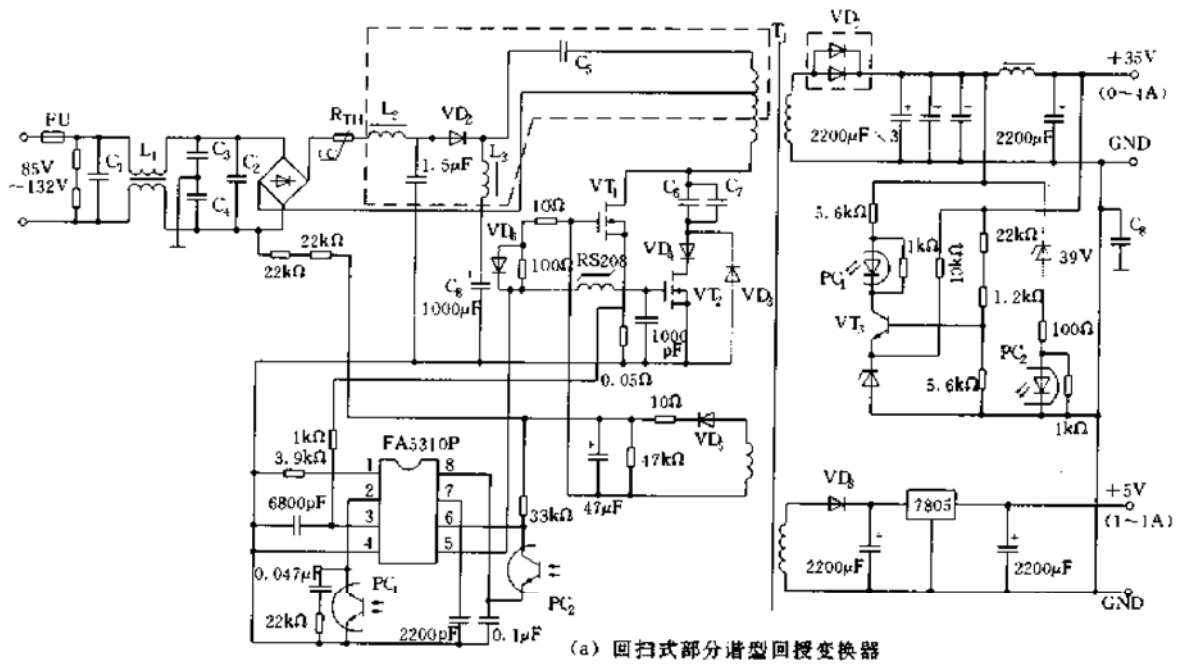 T₁
VD₁
+35V
(0~4A)
C₅
FU
RTH
L₂
VD₂
2200μF×3
2200μF
GND
L₁
C₃
C₂
C₁
85V
~132V
C₄
1.5μF
L₃
VT₁
C₆
C₇
10Ω
VD₆
22kΩ
22kΩ
100Ω
RS208
VD₄
VT₂
VD₃
C₈
1000μF
1000
pF
0.05Ω
5.6kΩ
1kΩ
10kΩ
22kΩ
39V
C₈
PC₁
1.2kΩ
VT₃
100Ω
PC₂
5.6kΩ
1kΩ
10Ω
VD₅
1kΩ
FA5310P
3.9kΩ
47kΩ
47μF
33kΩ
1
2
3
4
8
7
6
5
6800pF
0.047μF
PC₁
22kΩ
2200pF
0.1μF
PC₂
VD₈
7805
+5V
(1~1A)
2200μF
2200μF
GND
(a) 回扫式部分谐型回授变换器